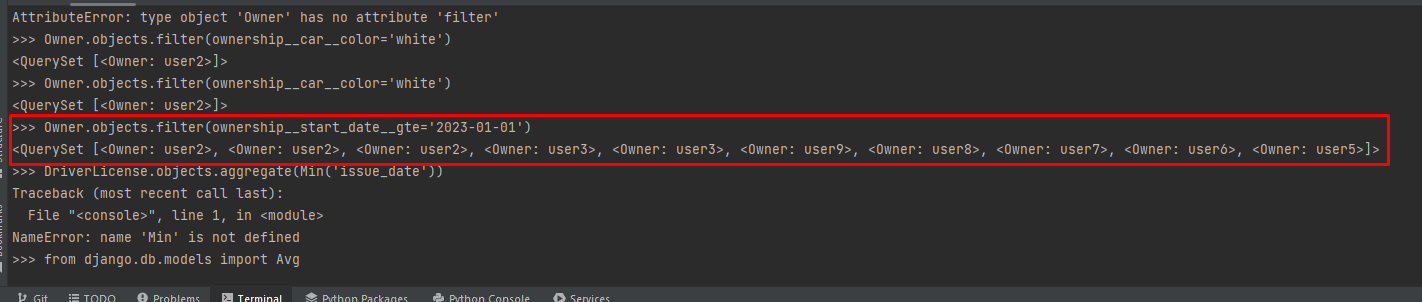 AttributeError: type object 'Owner' has no attribute 'filter'
>>> Owner.objects.filter(ownership__car__color='white')
<QuerySet [<Owner: user2>]>
>>> Owner.objects.filter(ownership__car__color='white')
<QuerySet [<Owner: user2>]>
>>> Owner.objects.filter(ownership__start_date__gte='2023-01-01')
<QuerySet [<Owner: user2>, <Owner: user2>, <Owner: user2>, <Owner: user3>, <Owner: user3>, <Owner: user9>, <Owner: user8>, <Owner: user7>, <Owner: user6>, <Owner: user5>]>
>>> DriverLicense.objects.aggregate(Min('issue_date'))
Traceback (most recent call last):
File "<console>", line 1, in <module>
NameError: name 'Min' is not defined
>>> from django.db.models import Avg
Git TODO Problems Terminal Python Packages Python Console Services